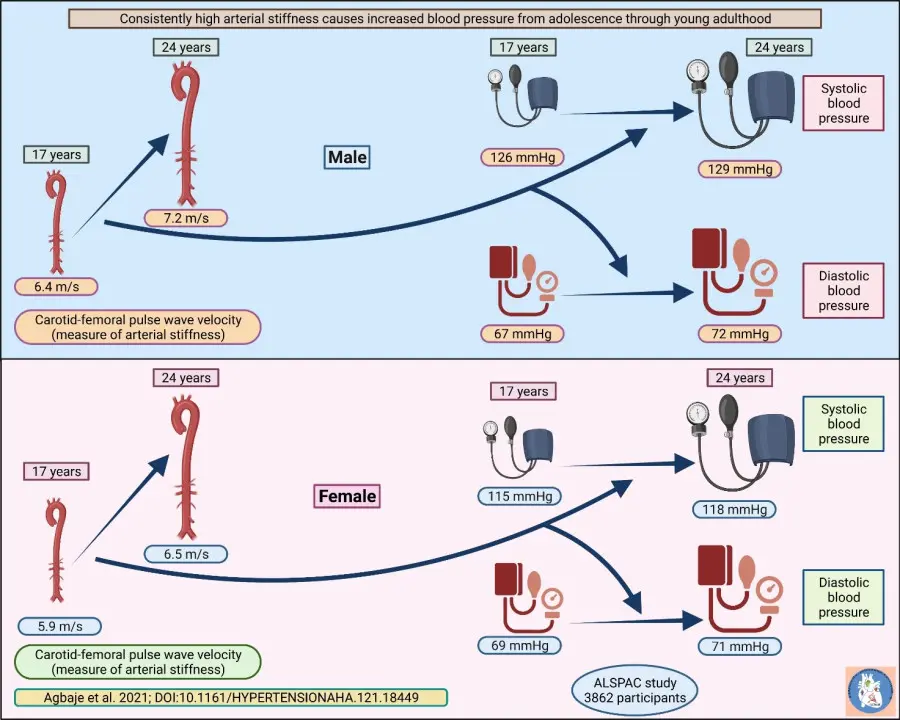 Consistently high arterial stiffness causes increased blood pressure from adolescence through young adulthood
24 years
17 years
24 years
17 years
Male
Systolic
blood
pressure
126 mmHg
129 mmHg
7.2 m/s
6.4 m/s
Diastolic
blood
pressure
Carotid-femoral pulse wave velocity
(measure of arterial stiffness)
67 mmHg
72 mmHg
24 years
17 years
24 years
17 years
Female
Systolic
blood
pressure
115 mmHg
118 mmHg
6.5 m/s
5.9 m/s
Diastolic
blood
pressure
69 mmHg
71 mmHg
Carotid-femoral pulse wave velocity
(measure of arterial stiffness)
Agbaje et al. 2021; DOI:10.1161/HYPERTENSIONAHA.121.18449
ALSPAC study
3862 participants